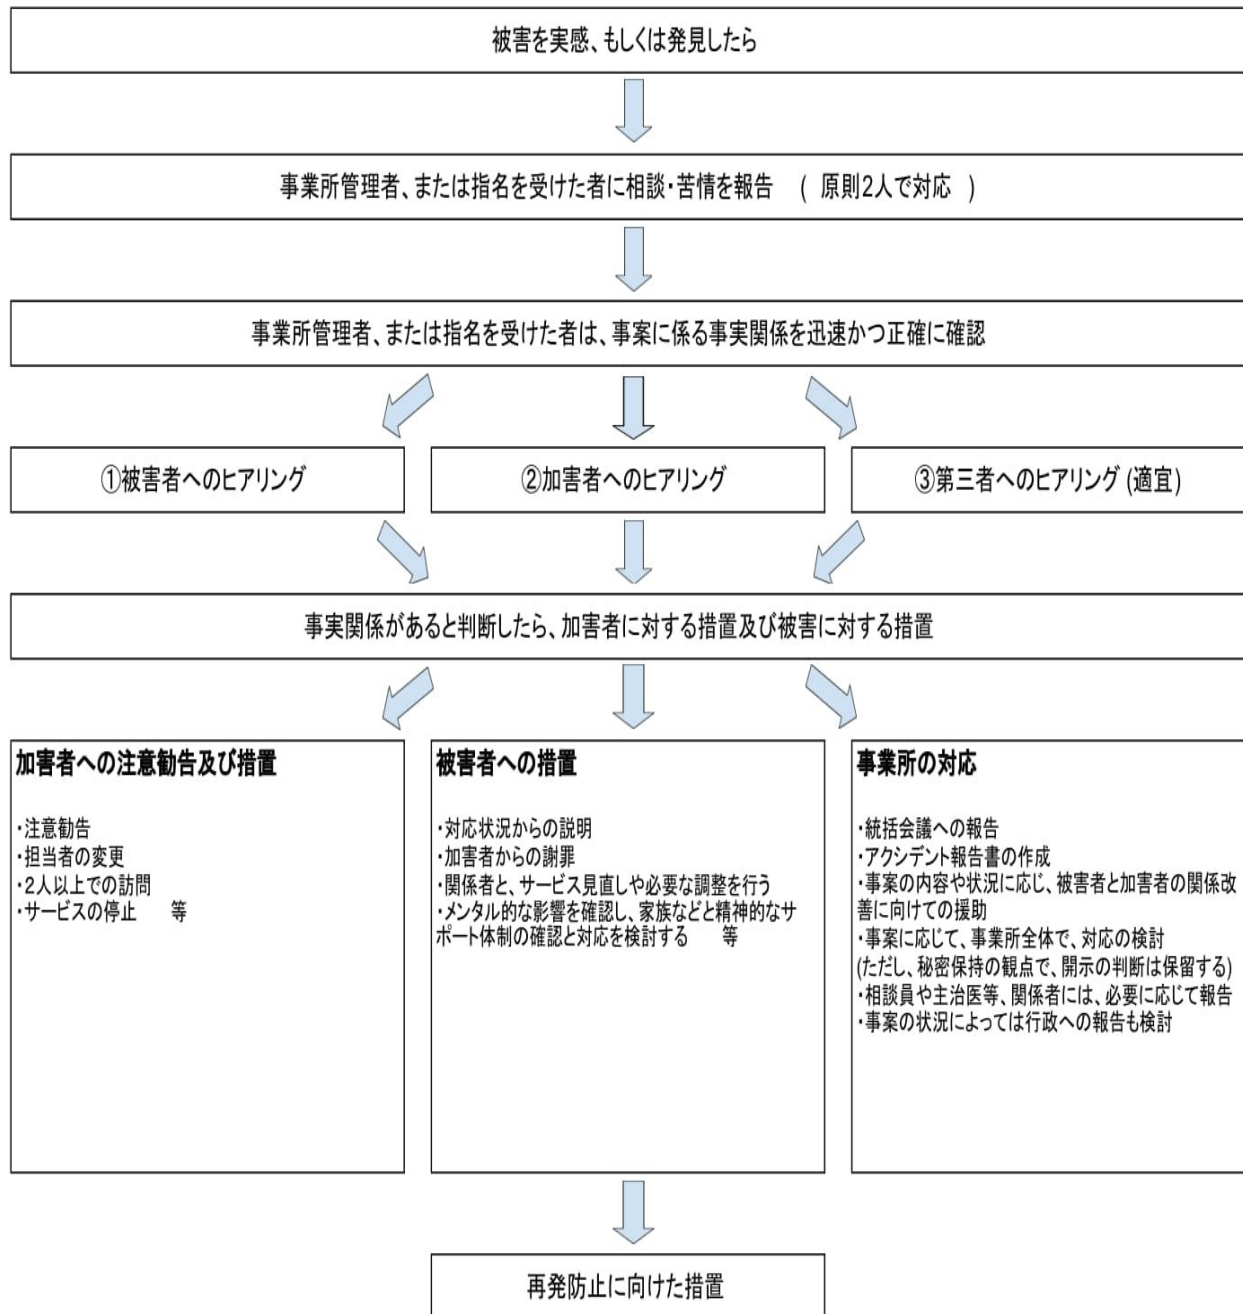 被害を実感、もしくは発見したら
事業所管理者、または指名を受けた者に相談・苦情を報告　( 原則2人で対応 )
事業所管理者、または指名を受けた者は、事案に係る事実関係を迅速かつ正確に確認
①被害者へのヒアリング
②加害者へのヒアリング
③第三者へのヒアリング (適宜)
事実関係があると判断したら、加害者に対する措置及び被害に対する措置
加害者への注意勧告及び措置
・注意勧告
・担当者の変更
・2人以上での訪問
・サービスの停止　等
被害者への措置
・対応状況からの説明
・加害者からの謝罪
・関係者と、サービス見直しや必要な調整を行う
・メンタル的な影響を確認し、家族などと精神的なサ
ポート体制の確認と対応を検討する　等
事業所の対応
・統括会議への報告
・アクシデント報告書の作成
・事案の内容や状況に応じ、被害者と加害者の関係改
善に向けての援助
・事案に応じて、事業所全体で、対応の検討
(ただし、秘密保持の観点で、開示の判断は保留する)
・相談員や主治医等、関係者には、必要に応じて報告
・事案の状況によっては行政への報告も検討
再発防止に向けた措置